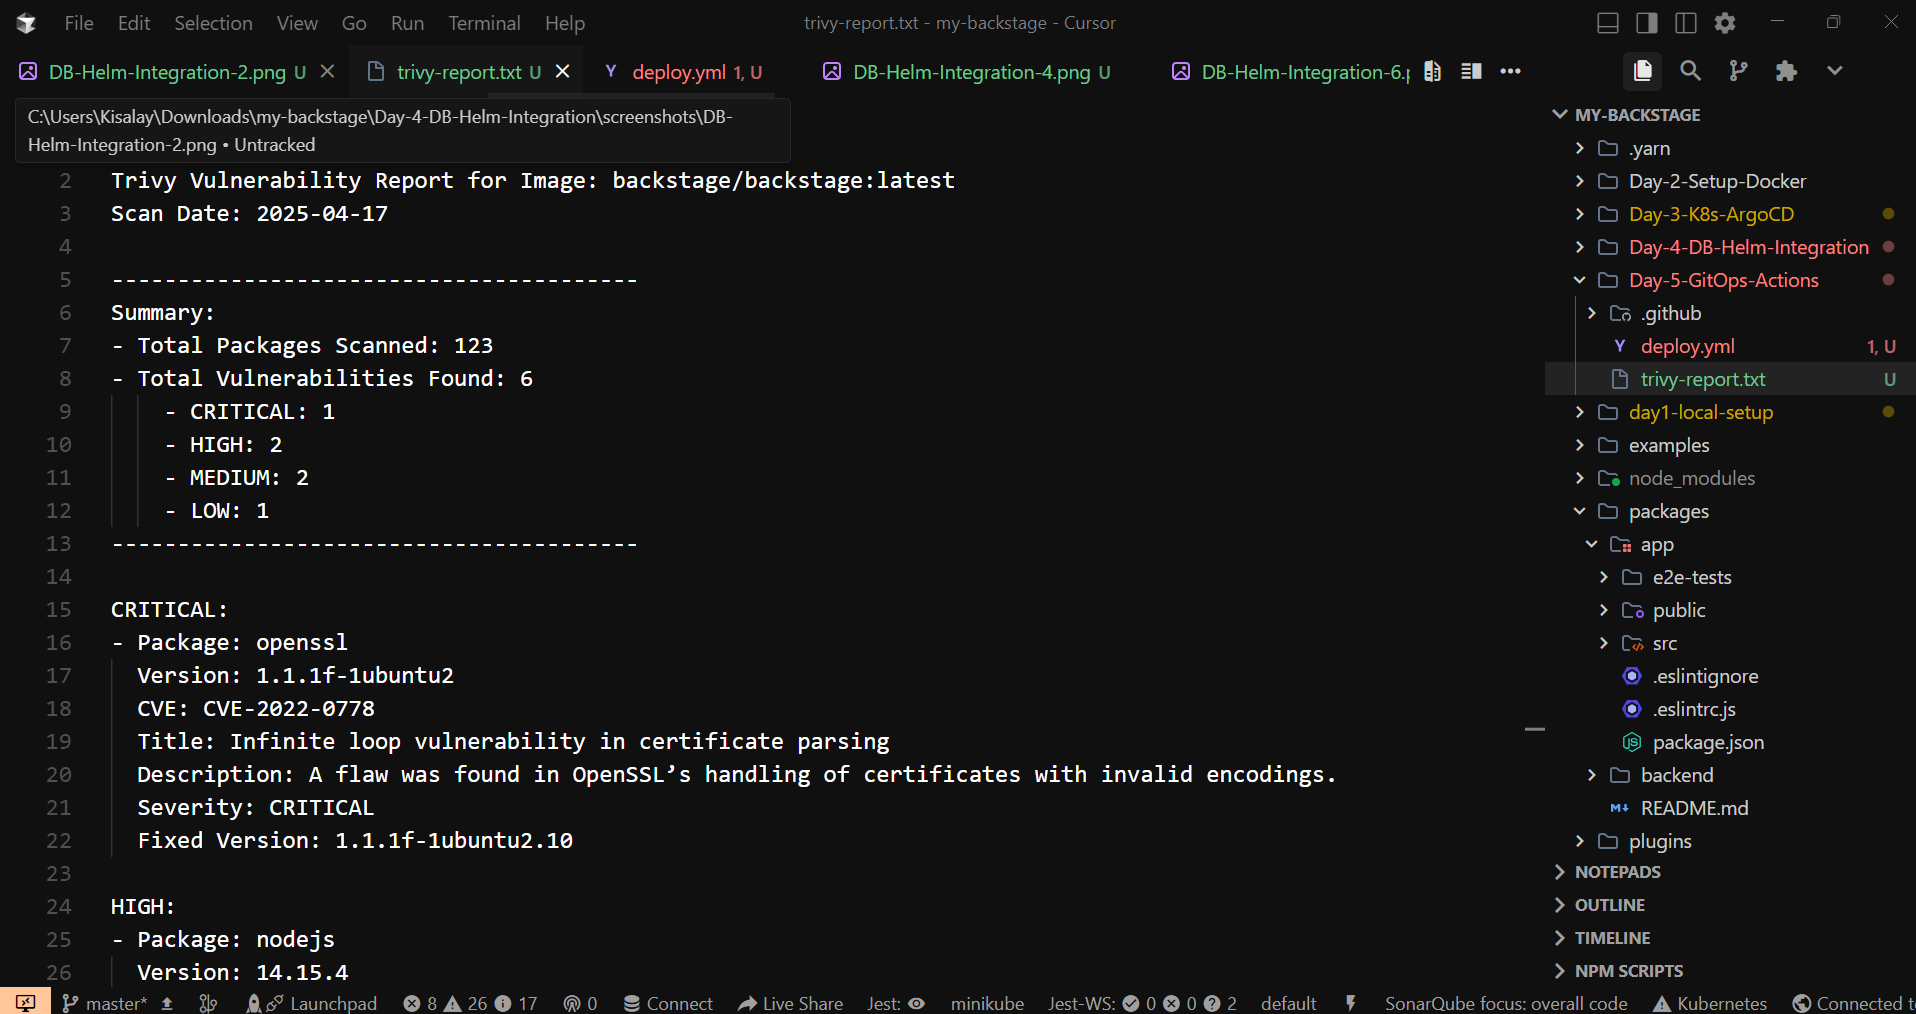 File Edit Selection View Go Run Terminal Help
trivy-report.txt - my-backstage - Cursor
DB-Helm-Integration-2.png U
trivy-report.txt U
deploy.yml 1, U
DB-Helm-Integration-4.png U
DB-Helm-Integration-6.p
C:\Users\Kisalay\Downloads\my-backstage\Day-4-DB-Helm-Integration\screenshots\DB-
Helm-Integration-2.png • Untracked
2 Trivy Vulnerability Report for Image: backstage/backstage:latest
3 Scan Date: 2025-04-17
4
5 ----------------------------------------
6 Summary:
7 - Total Packages Scanned: 123
8 - Total Vulnerabilities Found: 6
9 - CRITICAL: 1
10 - HIGH: 2
11 - MEDIUM: 2
12 - LOW: 1
13 ----------------------------------------
14
15 CRITICAL:
16 - Package: openssl
17 Version: 1.1.1f-1ubuntu2
18 CVE: CVE-2022-0778
19 Title: Infinite loop vulnerability in certificate parsing
20 Description: A flaw was found in OpenSSL’s handling of certificates with invalid encodings.
21 Severity: CRITICAL
22 Fixed Version: 1.1.1f-1ubuntu2.10
23
24 HIGH:
25 - Package: nodejs
26 Version: 14.15.4
MY-BACKSTAGE
.yarn
Day-2-Setup-Docker
Day-3-K8s-ArgoCD
Day-4-DB-Helm-Integration
Day-5-GitOps-Actions
.github
deploy.yml 1, U
trivy-report.txt U
day1-local-setup
examples
node_modules
packages
app
e2e-tests
public
src
.eslintignore
.eslintrc.js
package.json
backend
README.md
plugins
NOTEPADS
OUTLINE
TIMELINE
NPM SCRIPTS
master* Launchpad 8 26 17 0 Connect Live Share Jest: minikube Jest-WS: 0 0 2 default SonarQube focus: overall code Kubernetes Connected t